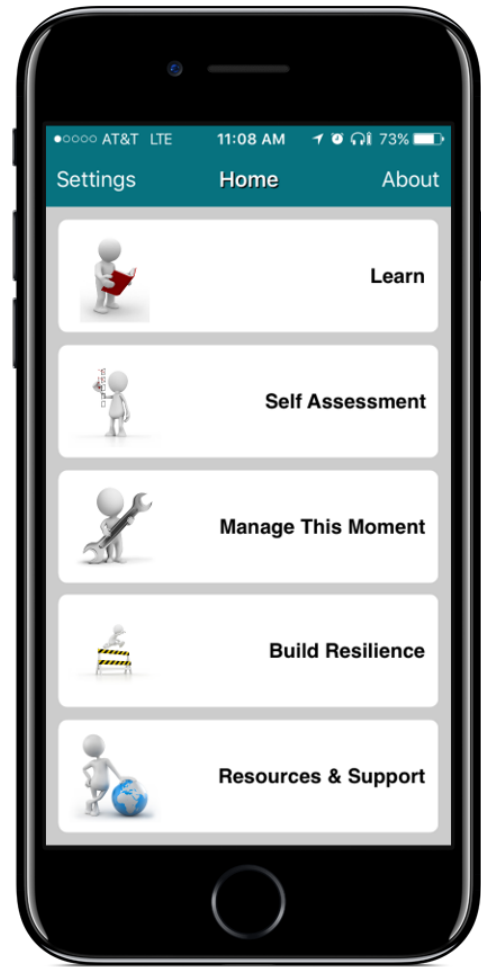 ●○○○○ AT&T LTE 11:08 AM 73%
Settings Home About
Learn
Self Assessment
Manage This Moment
Build Resilience
Resources & Support